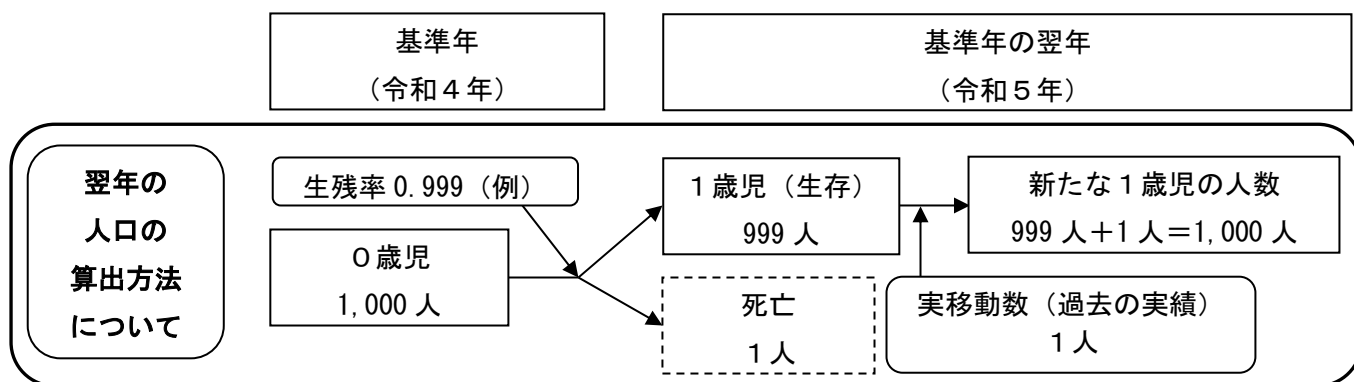 基準年
(令和4年)
基準年の翌年
(令和5年)
翌年の
人口の
算出方法
について
生残率 0.999(例)
0歳児
1,000 人
1歳児(生存)
999 人
死亡
1人
新たな1歳児の人数
999 人+1人=1,000 人
実移動数(過去の実績)
1人